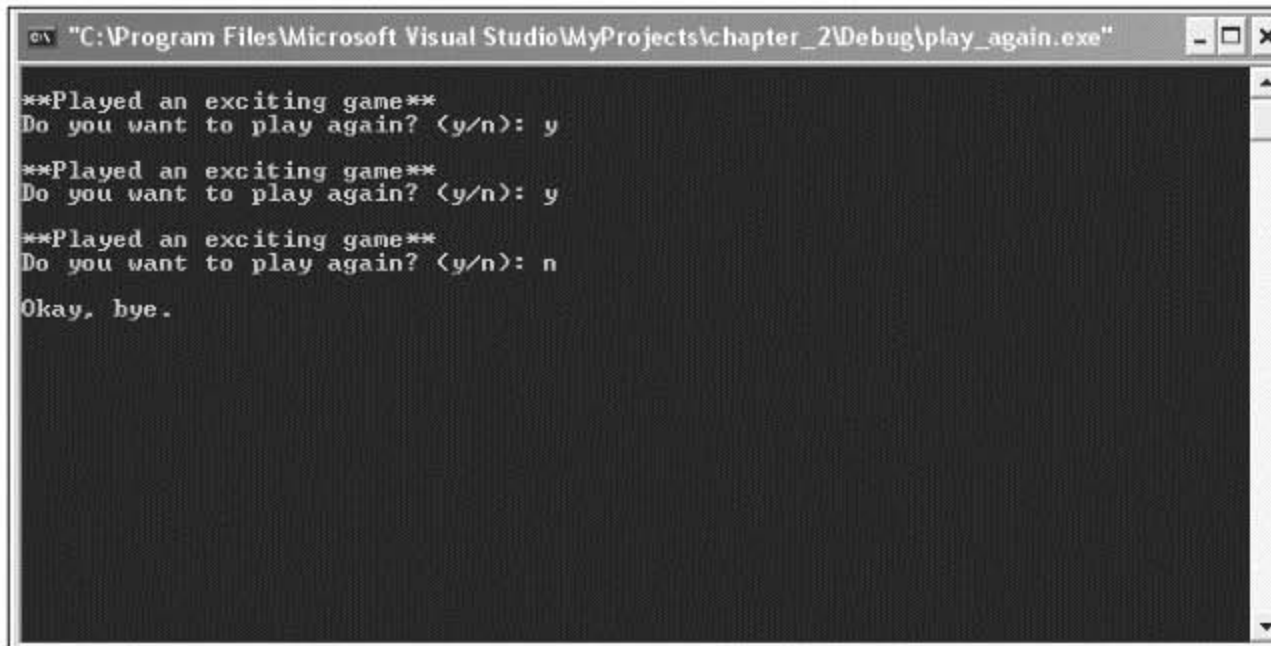 "C:\Program Files\Microsoft Visual Studio\MyProjects\chapter_2\Debug\play_again.exe"
**Played an exciting game**
Do you want to play again? (y/n): y
**Played an exciting game**
Do you want to play again? (y/n): y
**Played an exciting game**
Do you want to play again? (y/n): n
Okay, bye.